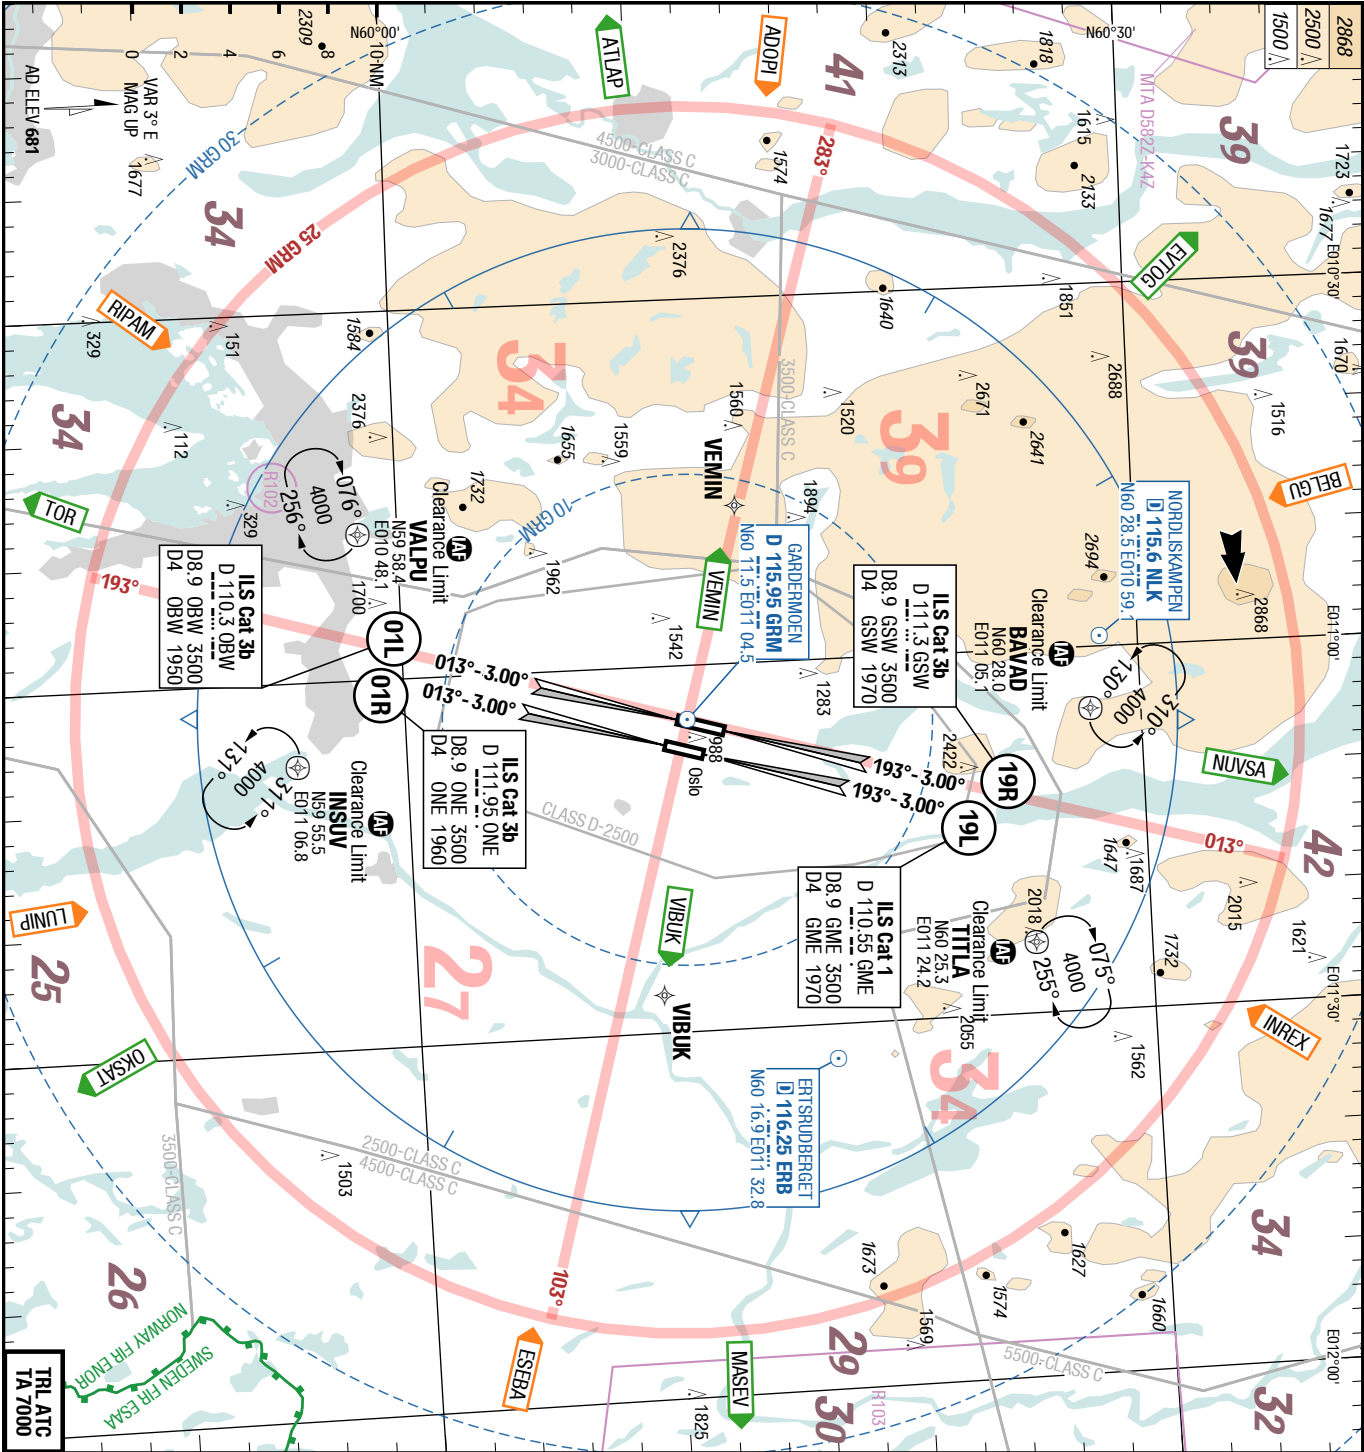 2868
2500
1500
2309
N60°00'
10 NM
8
6
4
2
0
VAR 3° E
MAG UP
AD ELEV 681
1677
30 GRM
34
25 GRM
ATLAP
ADOPI
41
2313
1818
N60°30'
MTA D582Z-K4Z
1615
2133
39
1723
1677
E010°30'
4500-CLASS C
3000-CLASS C
1574
283°
2376
1640
1851
EVTOG
2688
39
1670
1516
RIPAM
329
151
1584
34
34
3500-CLASS C
1560
1520
2671
2641
39
BELGU
112
2376
1655
1559
1732
VEMIN
1894
10 GRM
R102
329
076°
256°
4000
Clearance Limit
IAF
VALPU
N59 58.4
E010 48.1
TOR
193°
1700
1962
1542
VEMIN
GARDERMOEN
D 115.95 GRM
N60 11.5 E011 04.5
1283
NORDLISKAMPEN
D 115.6 NLK
N60 28.5 E010 59.1
2694
2868
E011°00'
Clearance Limit
IAF
BAVAD
N60 28.0
E011 05.1
130°
4000
310°
ILS Cat 3b
D 110.3 OBW
D8.9 OBW 3500
D4 OBW 1950
ILS Cat 3b
D 111.3 GSW
D8.9 GSW 3500
D4 GSW 1970
01L
01R
013°-3.00°
013°-3.00°
988
Oslo
193°-3.00°
193°-3.00°
2422
19R
19L
NUVSA
013°
42
1647
1687
2015
1621
ILS Cat 3b
D 111.95 ONE
D8.9 ONE 3500
D4 ONE 1960
ILS Cat 1
D 110.55 GME
D8.9 GME 3500
D4 GME 1970
131°
4000
311°
Clearance Limit
IAF
INSUV
N59 55.5
E011 06.8
CLASS D-2500
VIBUK
VIBUK
Clearance Limit
IAF
TITLA
N60 25.3
E011 24.2
2018
075°
4000
255°
1732
2055
1562
E011°30'
INREX
LUNIP
25
27
34
OKSAT
3500-CLASS C
2500-CLASS C
4500-CLASS C
1503
ERTSRUDBERGET
D 116.25 ERB
N60 16.9 E011 32.8
34
1627
1574
1660
1673
1569
103°
26
NORWAY FIR ENOR
SWEDEN FIR ESAA
ESEBA
MASEV
29
30
R103
5500-CLASS C
32
E012°00'
1825
TRL ATC
TA 7000